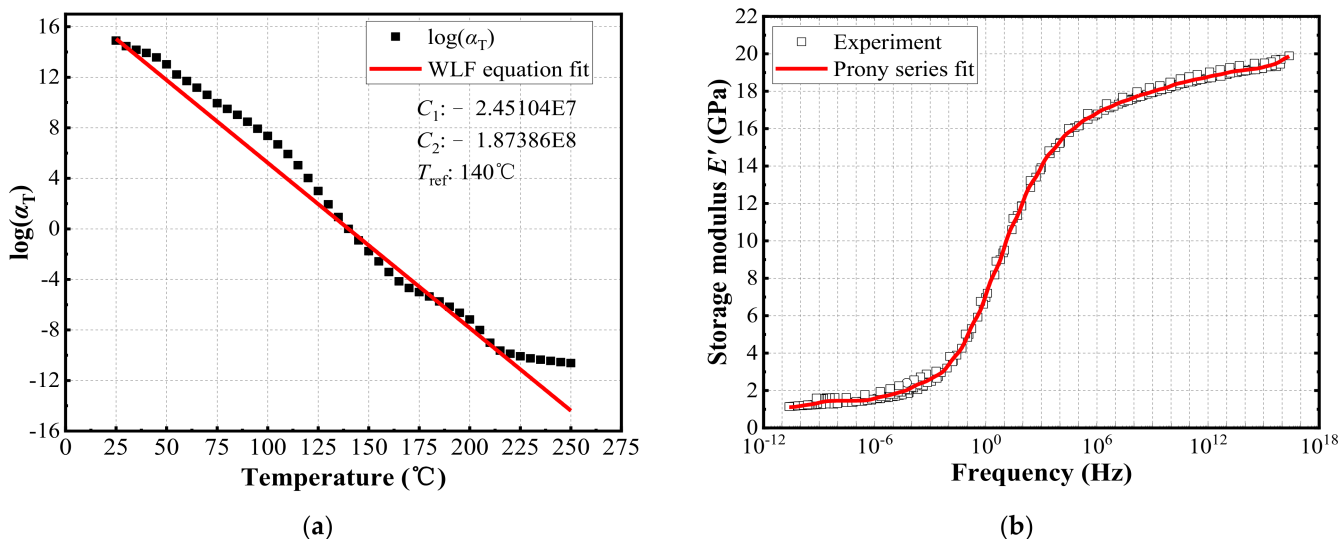 log(α_T)
WLF equation fit
C₁: − 2.45104E7
C₂: − 1.87386E8
T_ref: 140℃
16
12
8
4
0
-4
-8
-12
-16
log(α_T)
0 25 50 75 100 125 150 175 200 225 250 275
Temperature (℃)
(a)
Experiment
Prony series fit
22
20
18
16
14
12
10
8
6
4
2
0
Storage modulus E′ (GPa)
10⁻¹² 10⁻⁶ 10⁰ 10⁶ 10¹² 10¹⁸
Frequency (Hz)
(b)